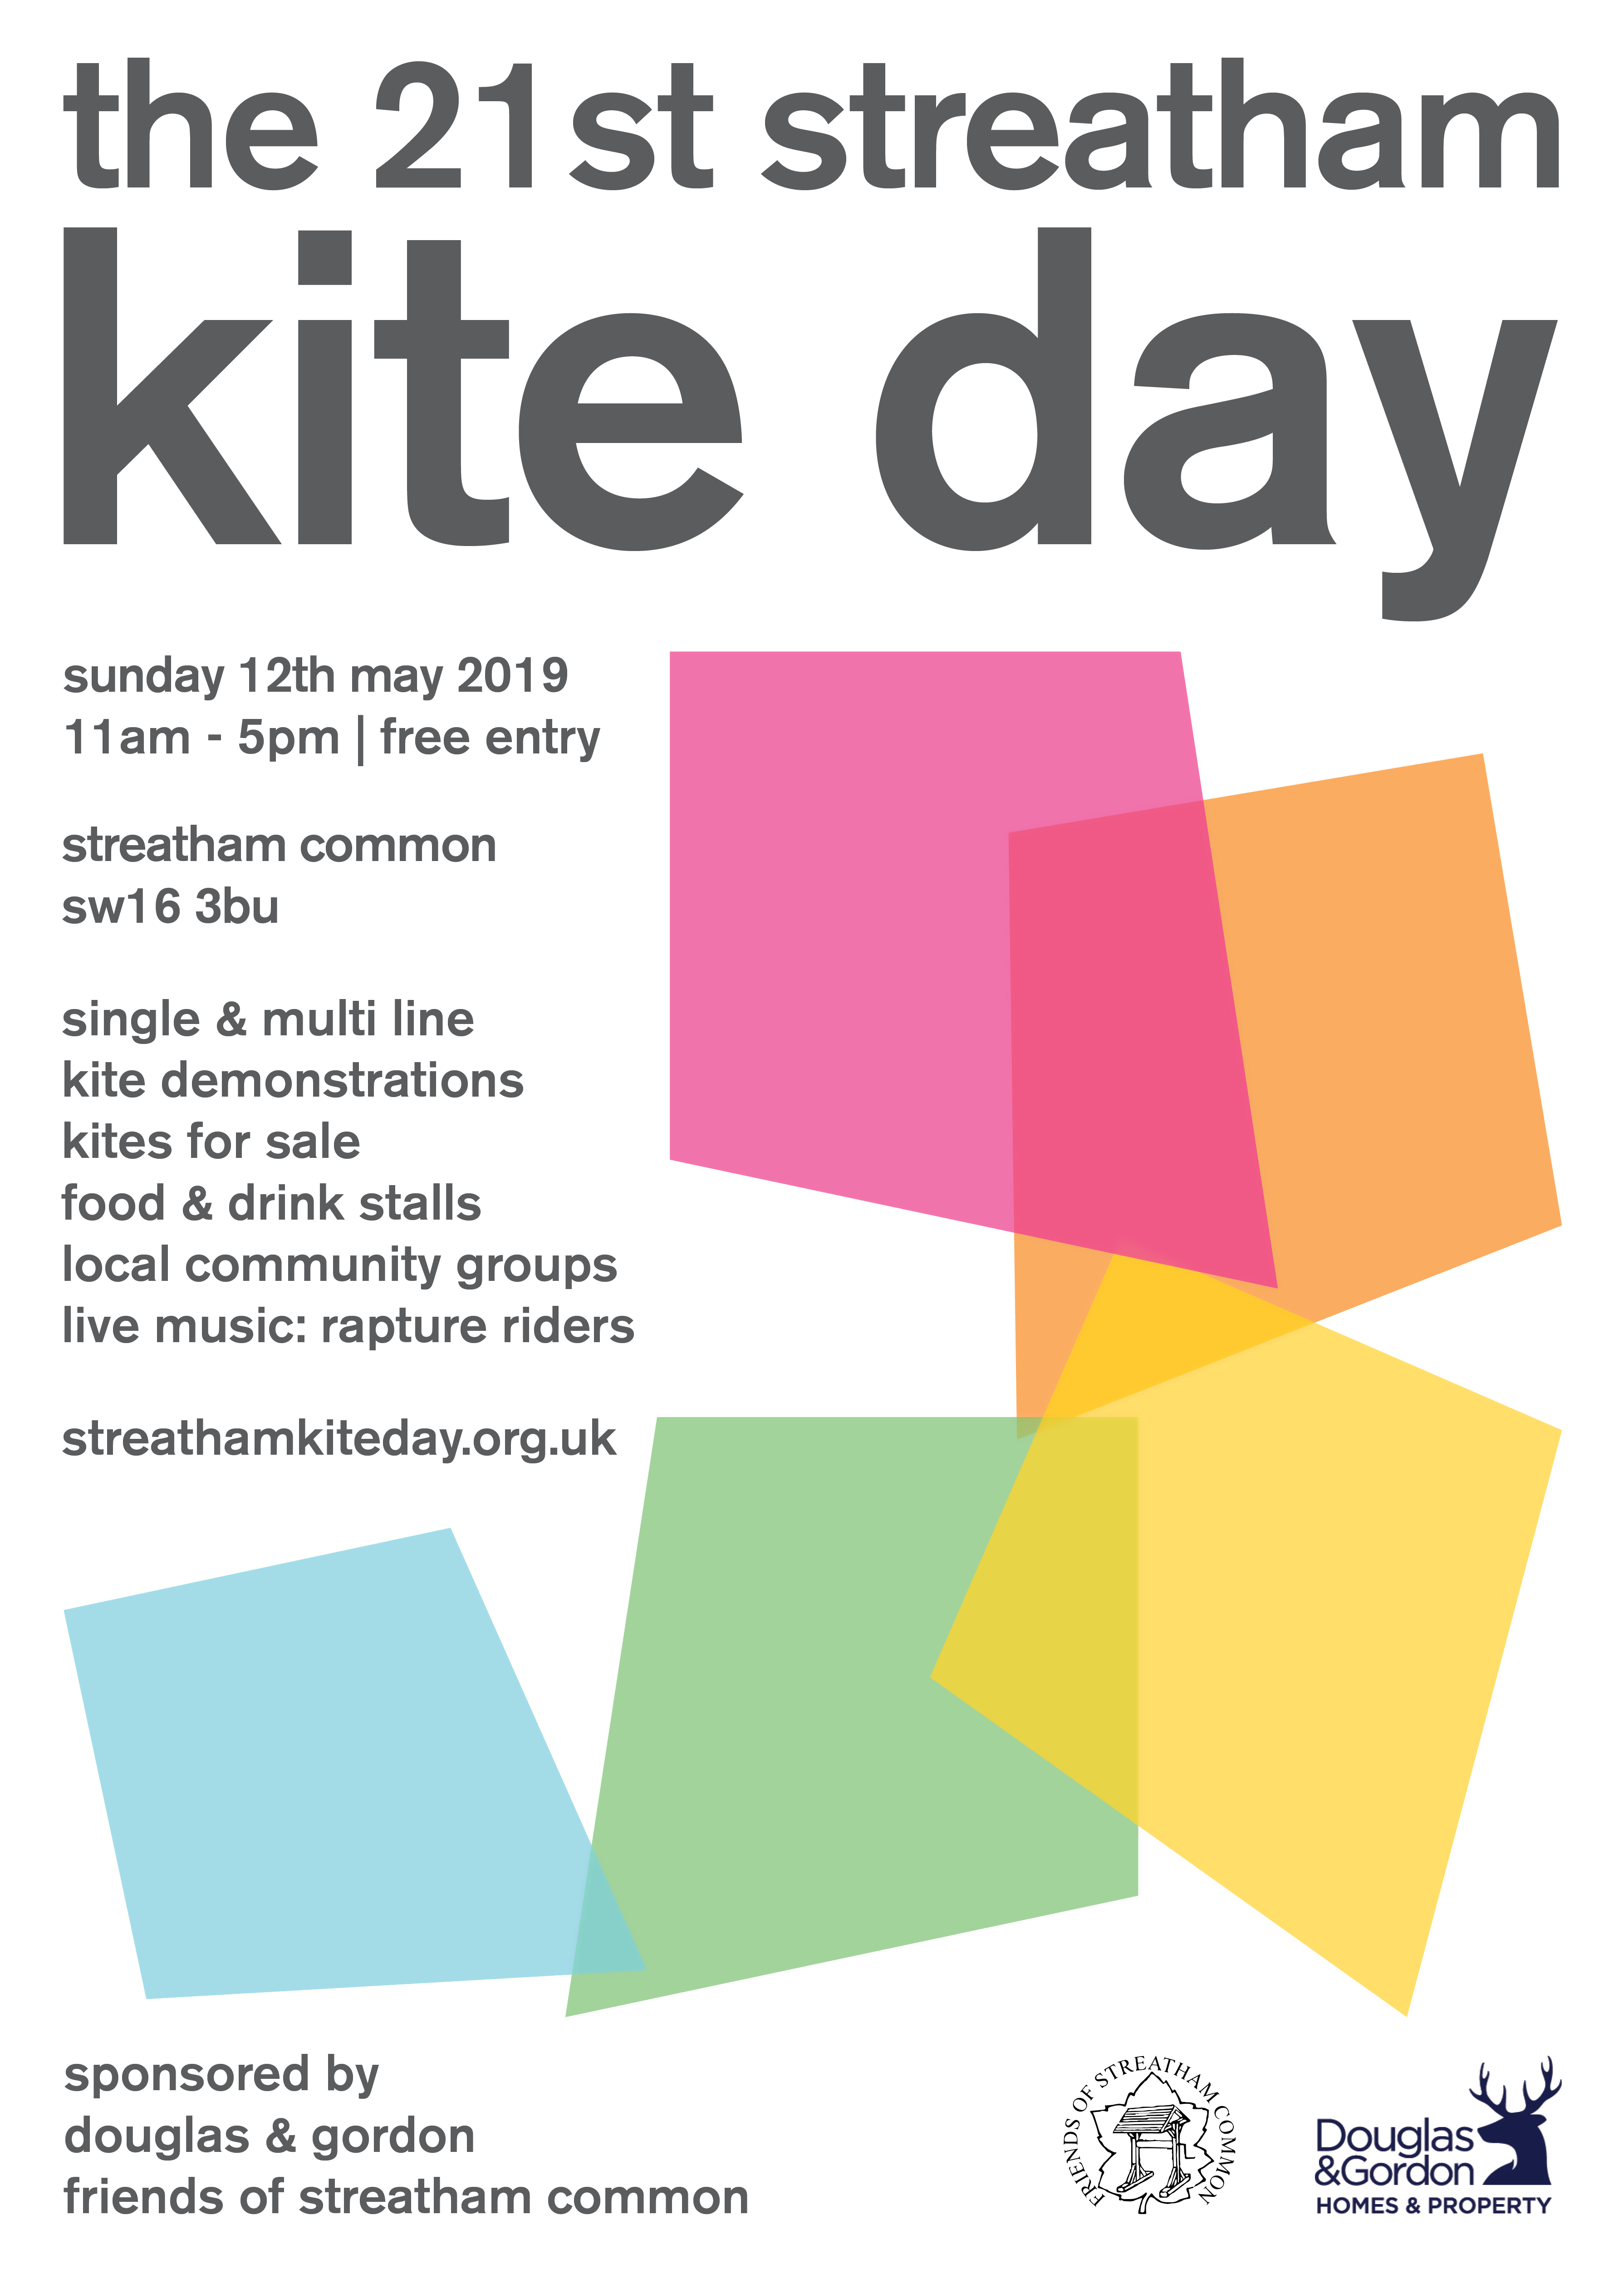 the 21st streatham
kite day
sunday 12th may 2019
11am - 5pm | free entry
streatham common
sw16 3bu
single & multi line
kite demonstrations
kites for sale
food & drink stalls
local community groups
live music: rapture riders
streathamkiteday.org.uk
sponsored by
douglas & gordon
friends of streatham common
FRIENDS OF STREATHAM COMMON
Douglas
&Gordon
HOMES & PROPERTY